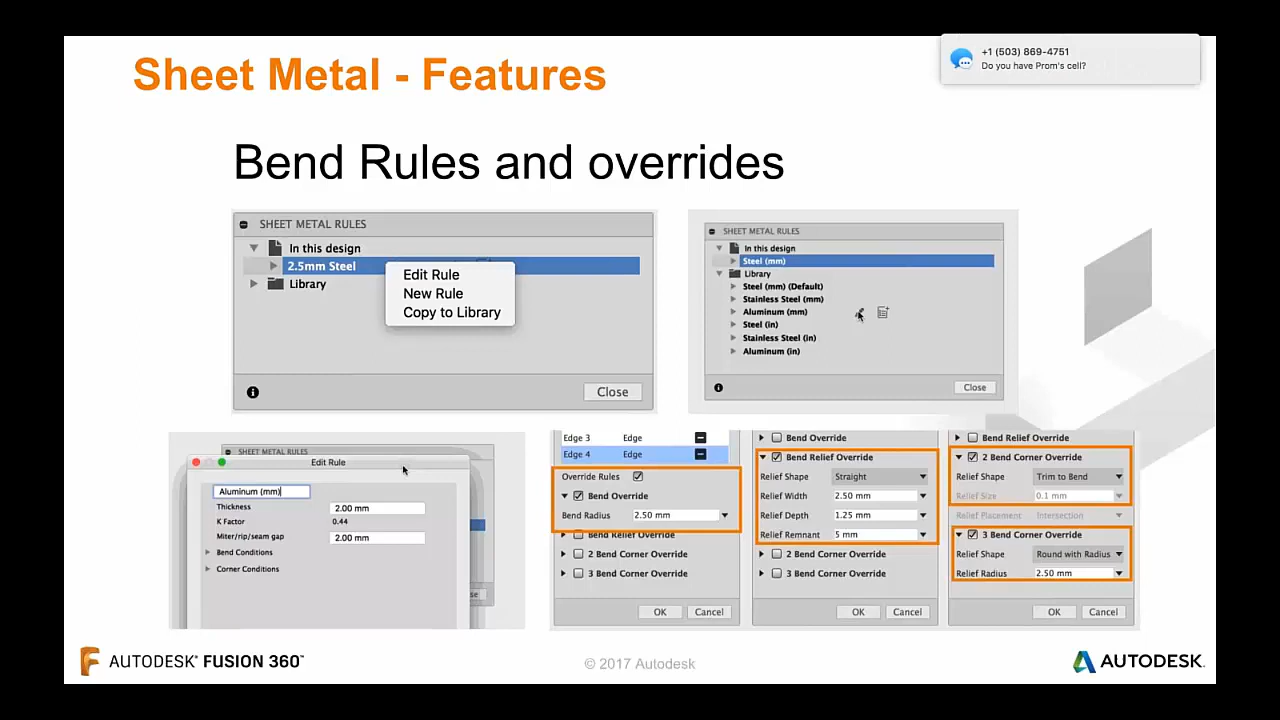 Sheet Metal - Features
+1 (503) 869-4751
Do you have Prom's cell?
Bend Rules and overrides
SHEET METAL RULES
In this design
2.5mm Steel
Library
Edit Rule
New Rule
Copy to Library
Close
SHEET METAL RULES
In this design
Steel (mm)
Library
Steel (mm) (Default)
Stainless Steel (mm)
Aluminum (mm)
Steel (in)
Stainless Steel (in)
Aluminum (in)
Close
SHEET METAL RULES
Edit Rule
Aluminum (mm)
Thickness 2.00 mm
K Factor 0.44
Miter/rip/seam gap 2.00 mm
Bend Conditions
Corner Conditions
Edge 3 Edge
Edge 4 Edge
Override Rules
Bend Override
Bend Radius 2.50 mm
Bend Relief Override
2 Bend Corner Override
3 Bend Corner Override
OK Cancel
Bend Override
Bend Relief Override
Relief Shape Straight
Relief Width 2.50 mm
Relief Depth 1.25 mm
Relief Remnant 5 mm
2 Bend Corner Override
3 Bend Corner Override
OK Cancel
Bend Relief Override
2 Bend Corner Override
Relief Shape Trim to Bend
Relief Size 0.1 mm
Relief Placement Intersection
3 Bend Corner Override
Relief Shape Round with Radius
Relief Radius 2.50 mm
OK Cancel
AUTODESK® FUSION 360™
© 2017 Autodesk
AUTODESK.